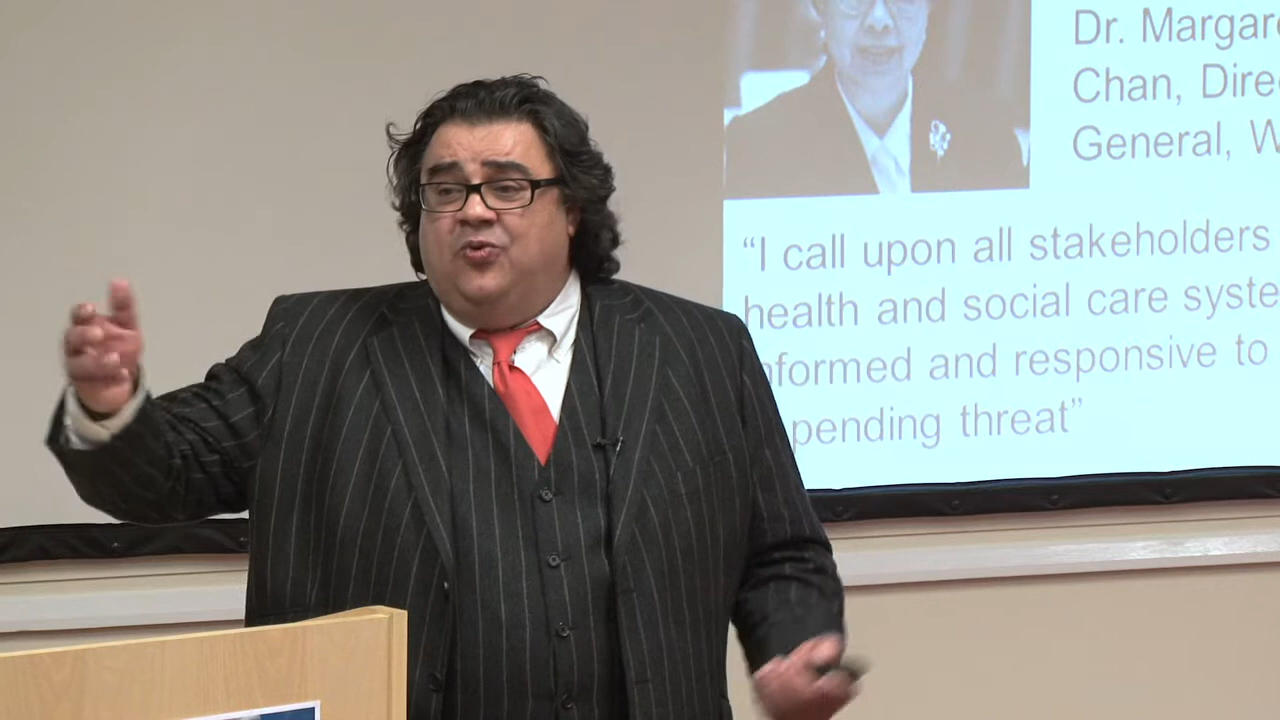 Dr. Margar
Chan, Dire
General, W
“I call upon all stakeholders
health and social care syste
nformed and responsive to
pending threat”